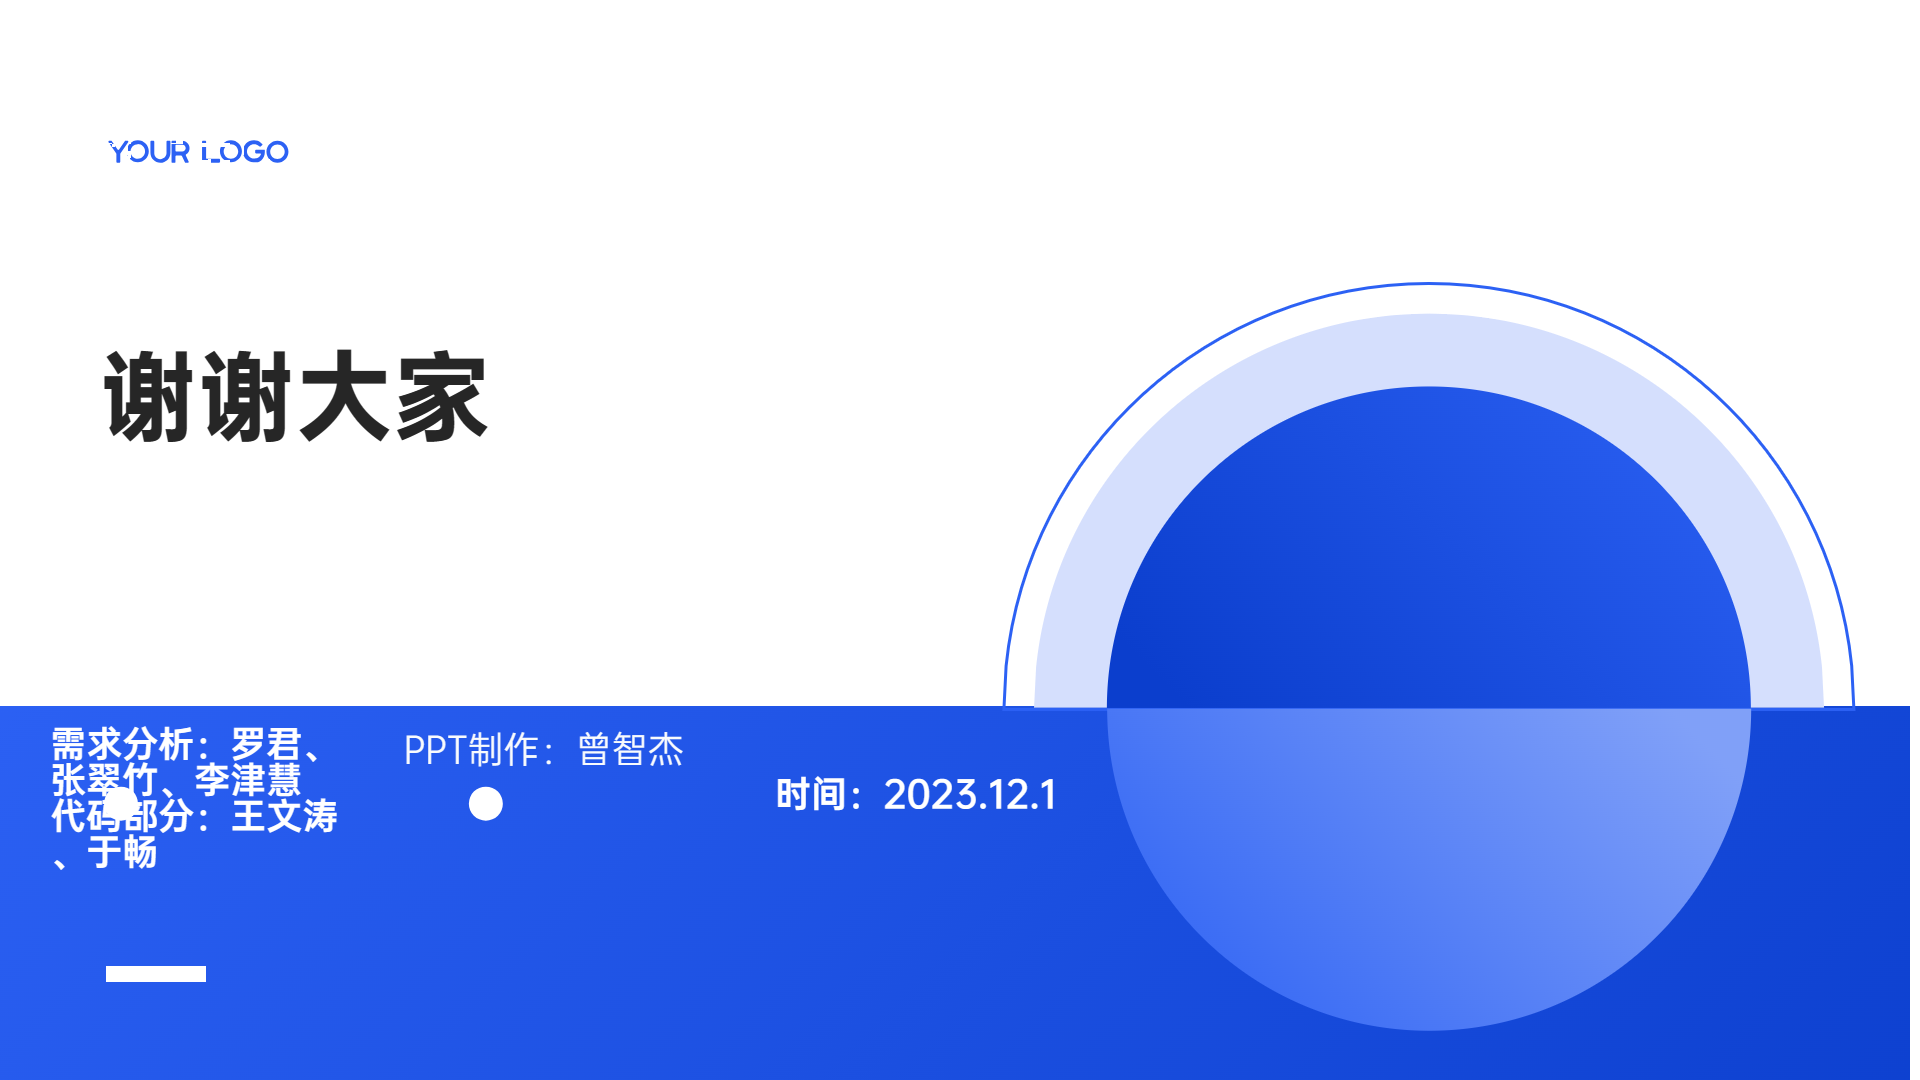 YOUR LOGO
谢谢大家
需求分析：罗君、
张翠竹、李津慧
代码部分：王文涛
、于畅
PPT制作：曾智杰
时间：2023.12.1